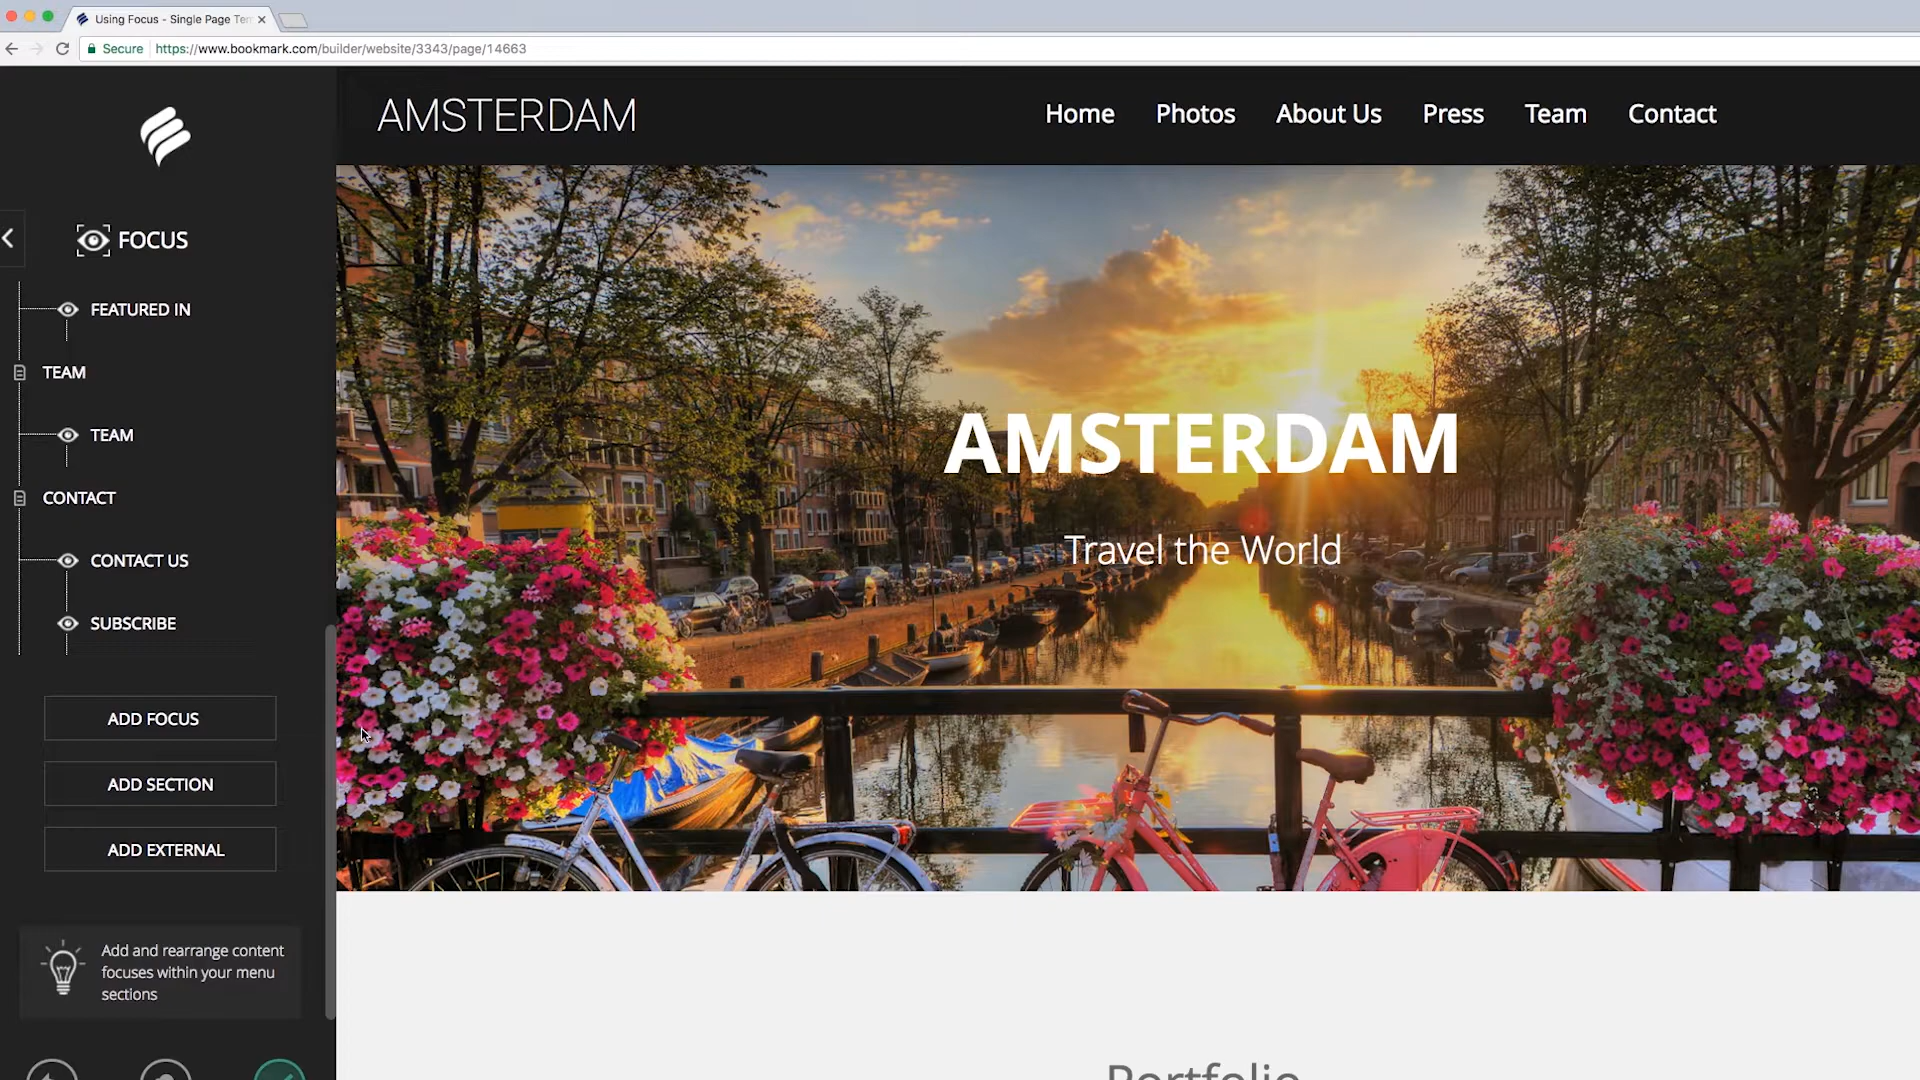 Using Focus - Single Page Tem
Secure
https://www.bookmark.com/builder/website/3343/page/14663
AMSTERDAM
Home
Photos
About Us
Press
Team
Contact
FOCUS
FEATURED IN
TEAM
TEAM
CONTACT
CONTACT US
SUBSCRIBE
ADD FOCUS
ADD SECTION
ADD EXTERNAL
Add and rearrange content
focuses within your menu
sections
AMSTERDAM
Travel the World
Portfolio